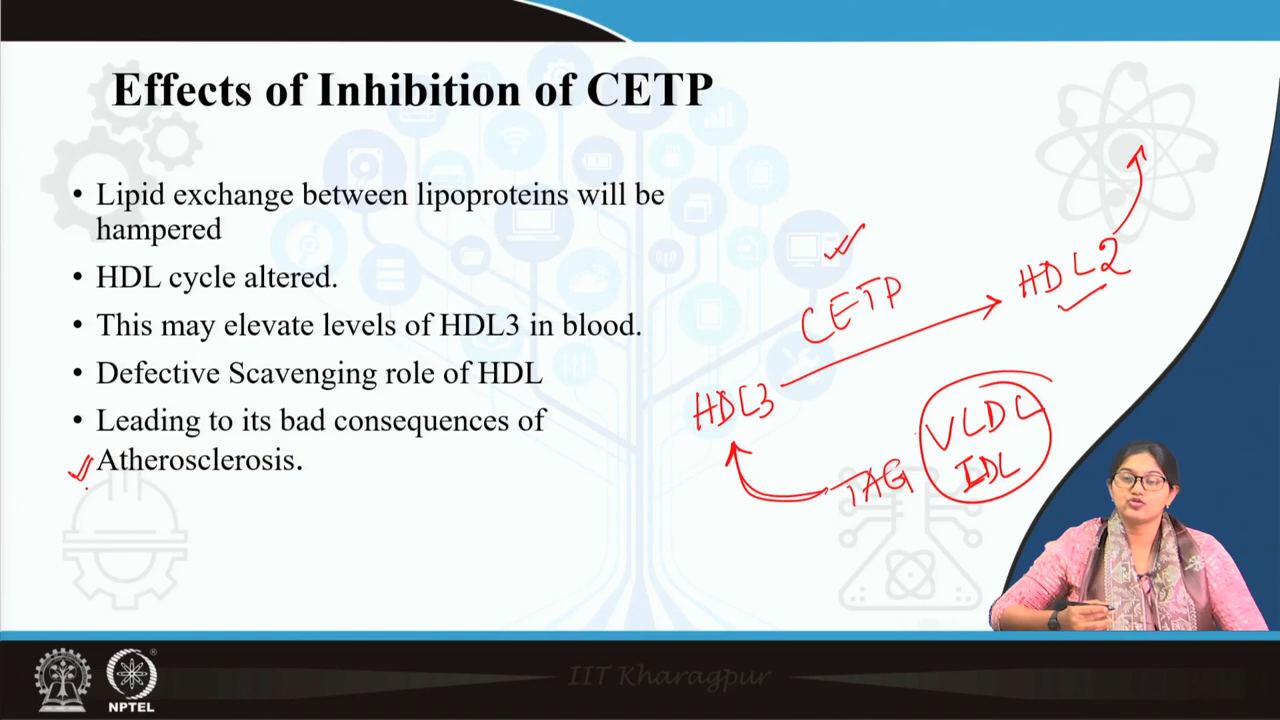 Effects of Inhibition of CETP
• Lipid exchange between lipoproteins will be
hampered
• HDL cycle altered.
• This may elevate levels of HDL3 in blood.
• Defective Scavenging role of HDL
• Leading to its bad consequences of
Atherosclerosis.
CETP
HDL2
HDL3
VLDL
TAG
IDL
NPTEL
®
IIT Kharagpur